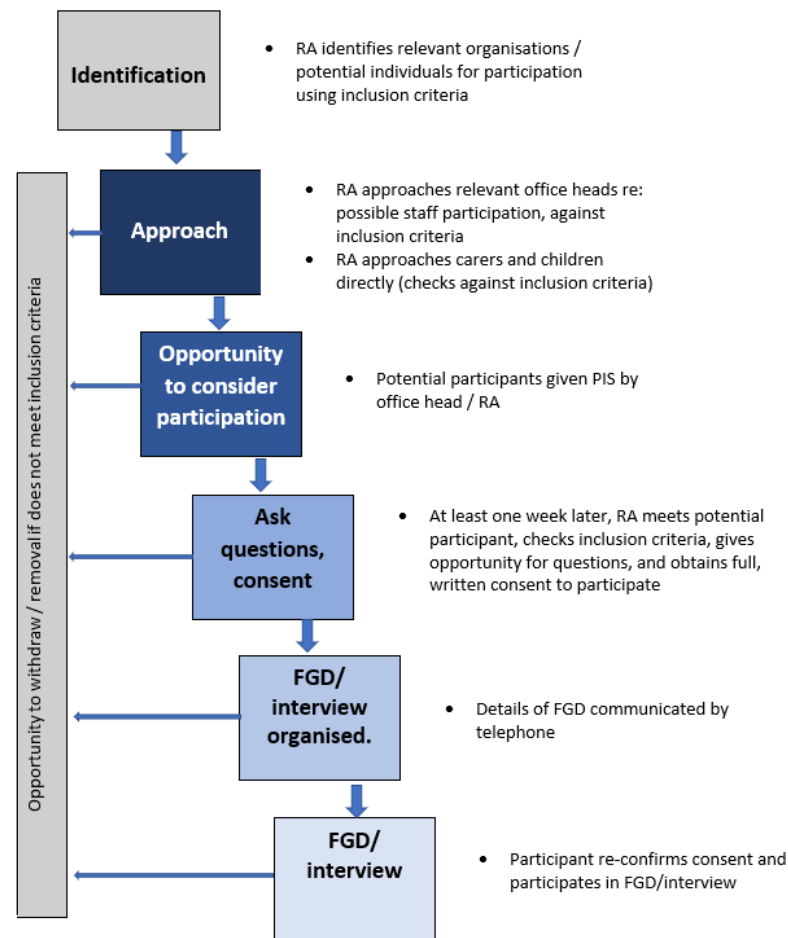 Identification
• RA identifies relevant organisations /
potential individuals for participation
using inclusion criteria
Approach
• RA approaches relevant office heads re:
possible staff participation, against
inclusion criteria
• RA approaches carers and children
directly (checks against inclusion criteria)
Opportunity
to consider
participation
• Potential participants given PIS by
office head / RA
Ask
questions,
consent
• At least one week later, RA meets potential
participant, checks inclusion criteria, gives
opportunity for questions, and obtains full,
written consent to participate
FGD/
interview
organised.
• Details of FGD communicated by
telephone
FGD/
interview
• Participant re-confirms consent and
participates in FGD/interview
Opportunity to withdraw / removal if does not meet inclusion criteria